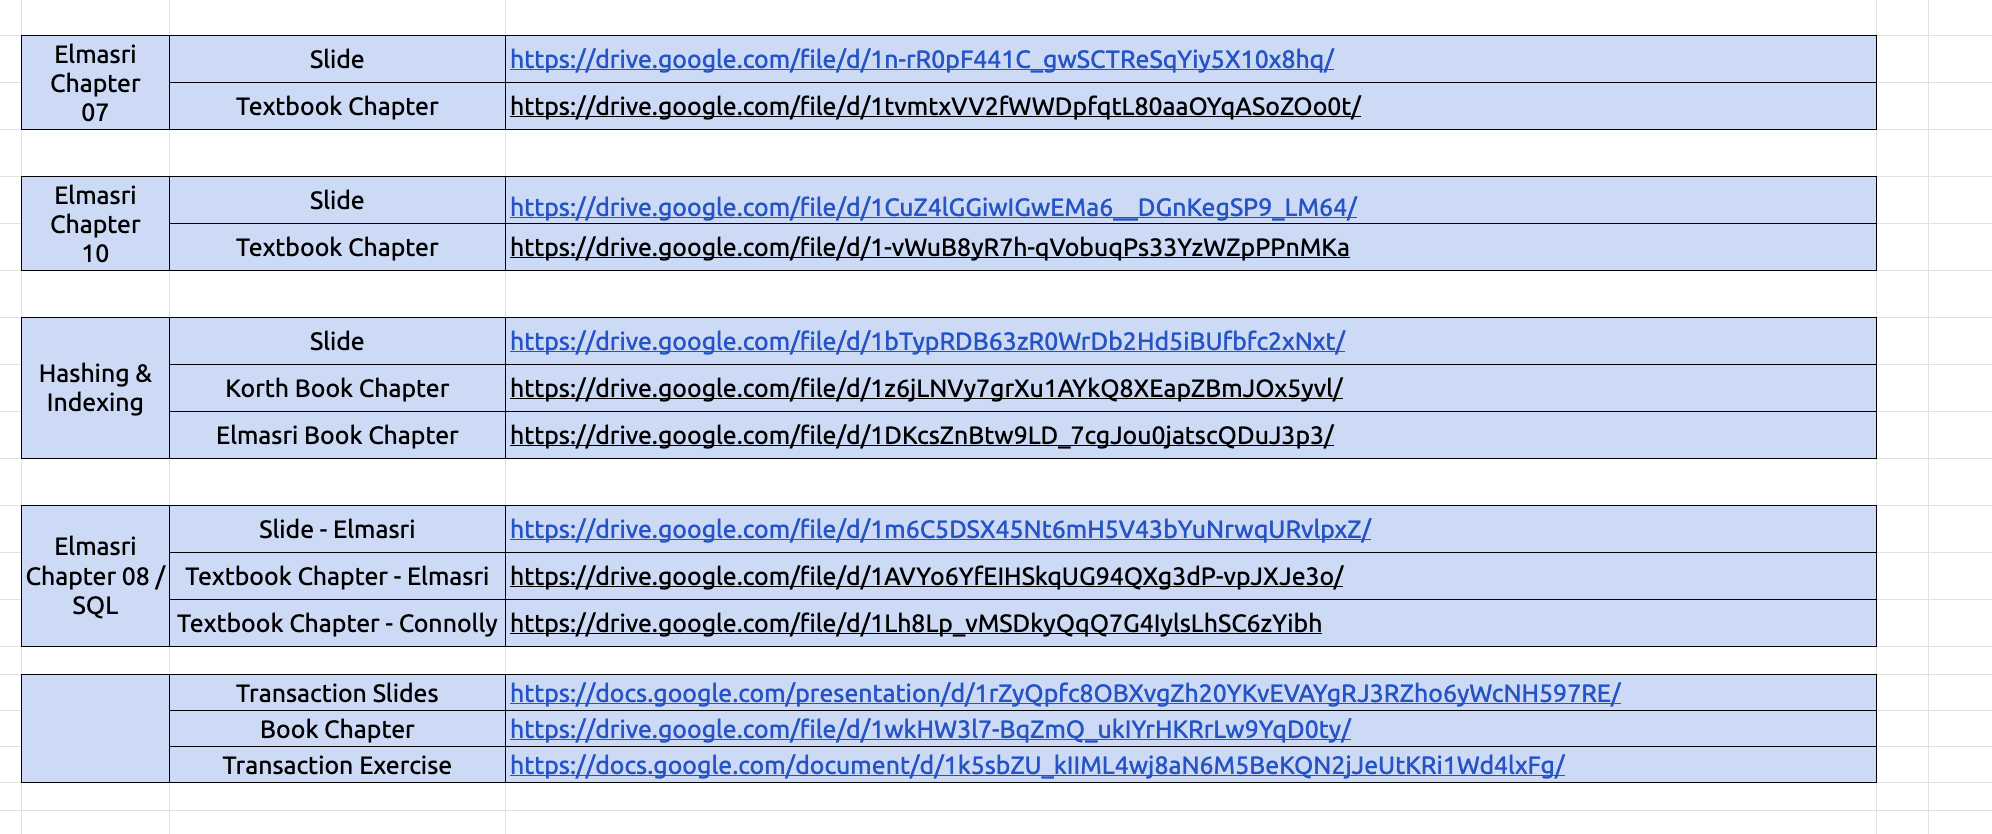 Elmasri
Chapter
07
Slide
https://drive.google.com/file/d/1n-rR0pF441C_gwSCTReSqYiy5X10x8hq/
Textbook Chapter
https://drive.google.com/file/d/1tvmtxVV2fWWDpfqtL80aaOYqASoZOo0t/
Elmasri
Chapter
10
Slide
https://drive.google.com/file/d/1CuZ4lGGiwIGwEMa6__DGnKegSP9_LM64/
Textbook Chapter
https://drive.google.com/file/d/1-vWuB8yR7h-qVobuqPs33YzWZpPPnMKa
Hashing &
Indexing
Slide
https://drive.google.com/file/d/1bTypRDB63zR0WrDb2Hd5iBUfbfc2xNxt/
Korth Book Chapter
https://drive.google.com/file/d/1z6jLNVy7grXu1AYkQ8XEapZBmJOx5yvl/
Elmasri Book Chapter
https://drive.google.com/file/d/1DKcsZnBtw9LD_7cgJou0jatscQDuJ3p3/
Elmasri
Chapter 08 /
SQL
Slide - Elmasri
https://drive.google.com/file/d/1m6C5DSX45Nt6mH5V43bYuNrwqURvlpxZ/
Textbook Chapter - Elmasri
https://drive.google.com/file/d/1AVYo6YfEIHSkqUG94QXg3dP-vpJXJe3o/
Textbook Chapter - Connolly
https://drive.google.com/file/d/1Lh8Lp_vMSDkyQqQ7G4IylsLhSC6zYibh
Transaction Slides
https://docs.google.com/presentation/d/1rZyQpfc8OBXvgZh20YKvEVAYgRJ3RZho6yWcNH597RE/
Book Chapter
https://drive.google.com/file/d/1wkHW3l7-BqZmQ_ukIYrHKRrLw9YqD0ty/
Transaction Exercise
https://docs.google.com/document/d/1k5sbZU_kIIML4wj8aN6M5BeKQN2jJeUtKRi1Wd4lxFg/